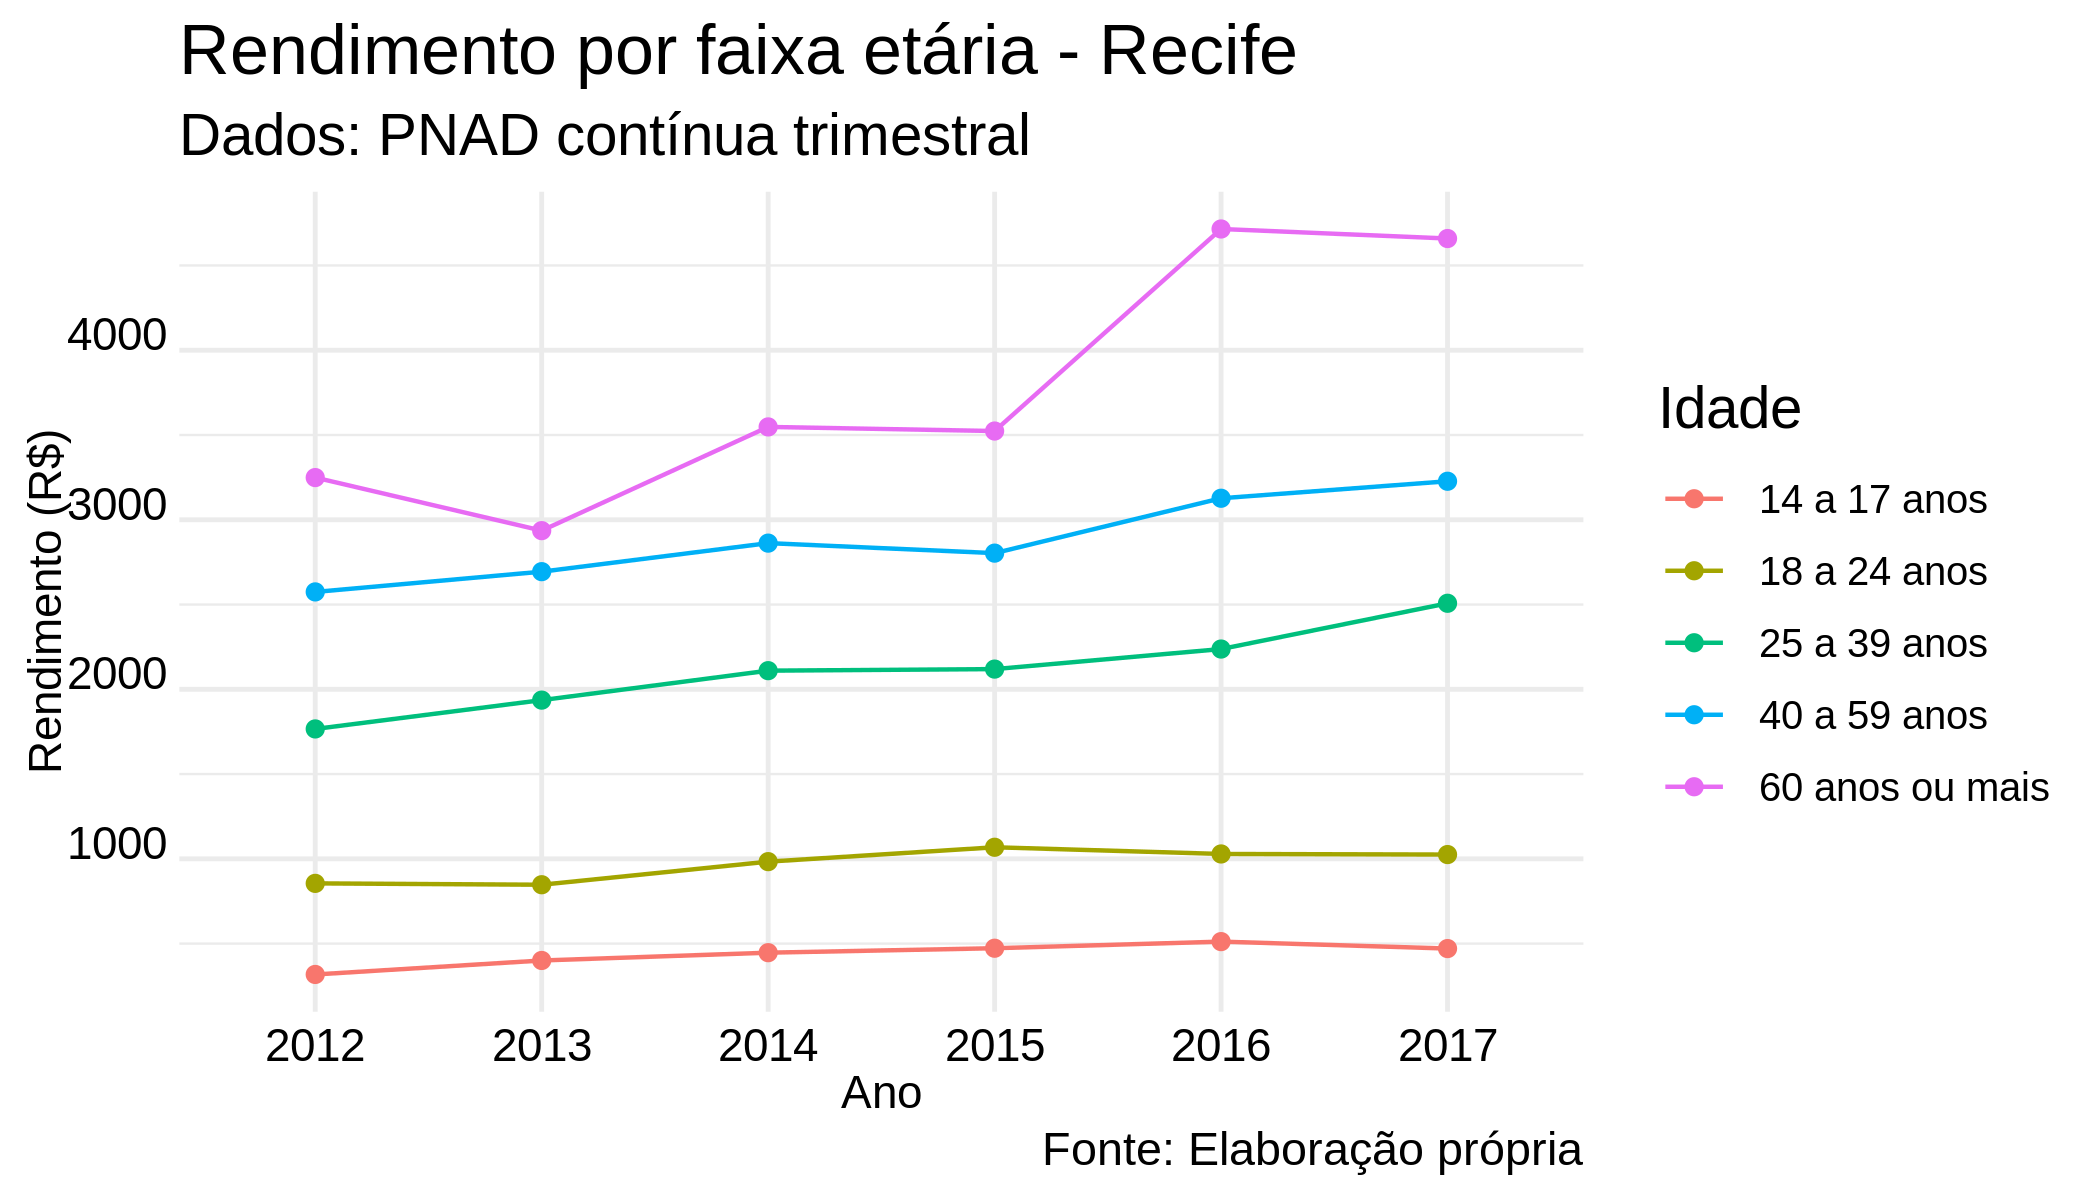 Rendimento por faixa etária - Recife
Dados: PNAD contínua trimestral
Rendimento (R$)
4000
3000
2000
1000
2012 2013 2014 2015 2016 2017
Ano
Idade
14 a 17 anos
18 a 24 anos
25 a 39 anos
40 a 59 anos
60 anos ou mais
Fonte: Elaboração própria